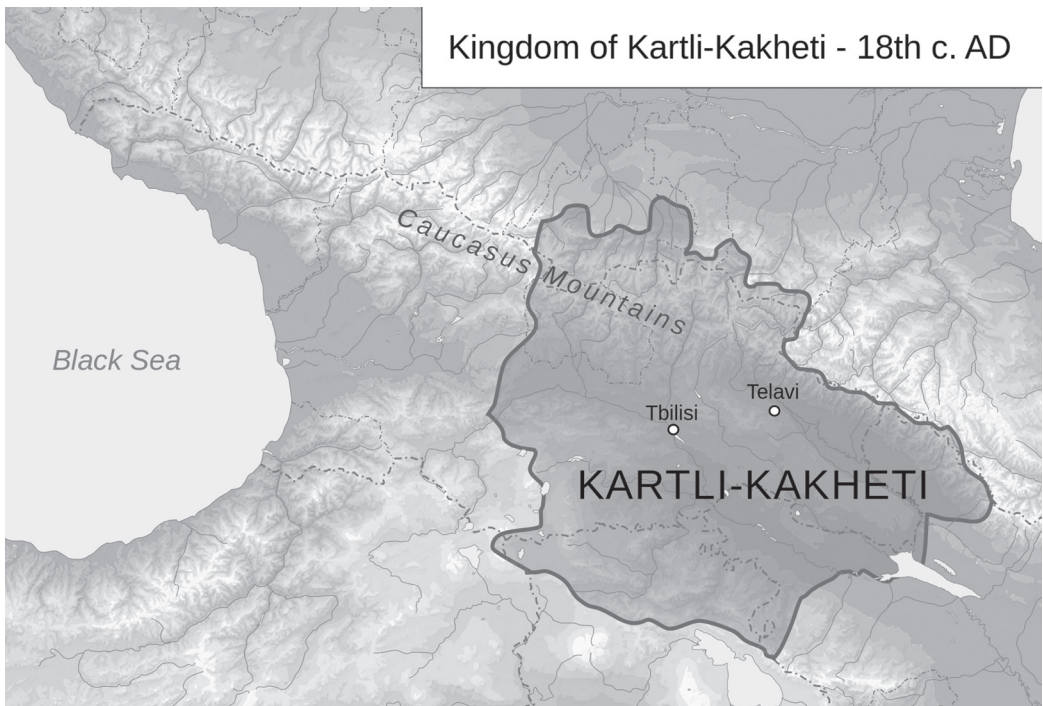 Kingdom of Kartli-Kakheti - 18th c. AD
Caucasus Mountains
Black Sea
Telavi
Tbilisi
KARTLI-KAKHETI